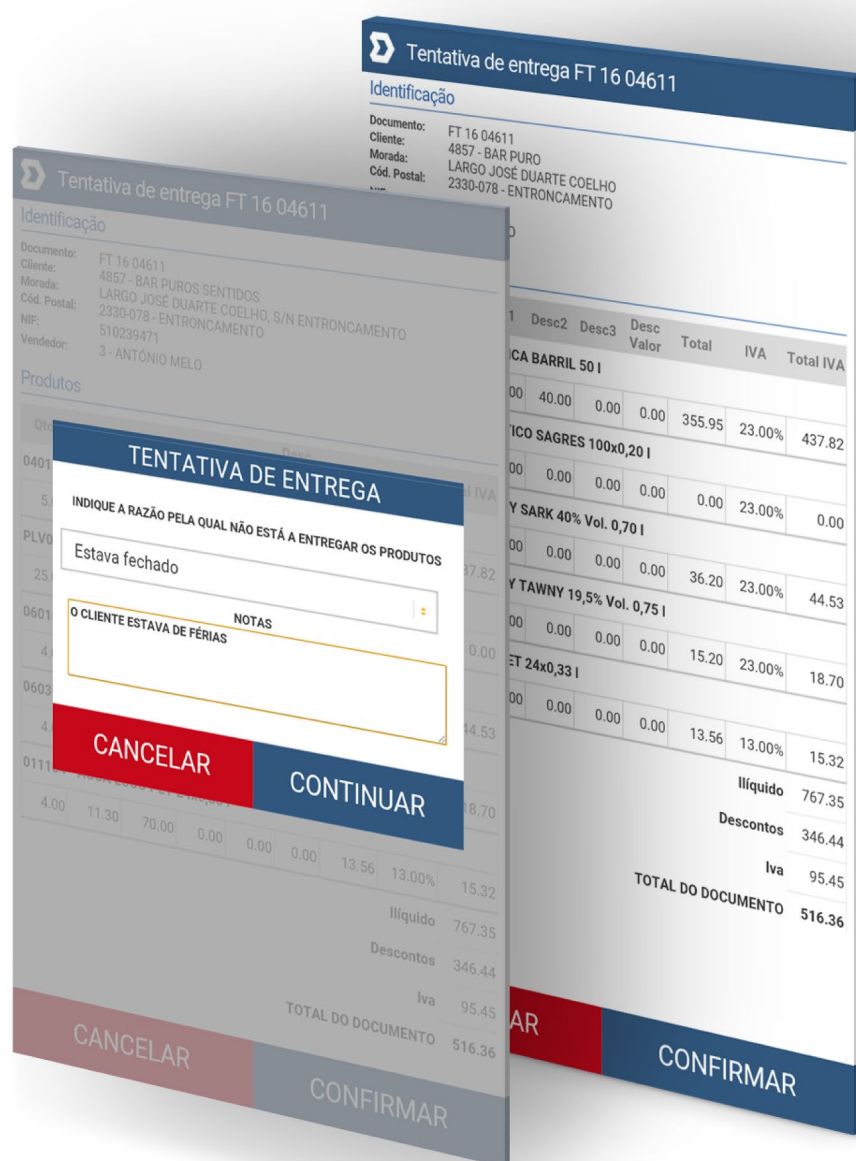 Tentativa de entrega FT 16 04611
Identificação
Documento: FT 16 04611
Cliente: 4857 - BAR PURO
Morada: LARGO JOSÉ DUARTE COELHO
Cód. Postal: 2330-078 - ENTRONCAMENTO
Desc2 Desc3 Desc Valor Total IVA Total IVA
ICA BARRIL 50 l
00 40.00 0.00 0.00 355.95 23.00% 437.82
TICO SAGRES 100x0,20 l
00 0.00 0.00 0.00 0.00 23.00% 0.00
Y SARK 40% Vol. 0,70 l
00 0.00 0.00 0.00 36.20 23.00% 44.53
Y TAWNY 19,5% Vol. 0,75 l
00 0.00 0.00 0.00 15.20 23.00% 18.70
ET 24x0,33 l
00 0.00 0.00 0.00 13.56 13.00% 15.32
Ilíquido 767.35
Descontos 346.44
Iva 95.45
TOTAL DO DOCUMENTO 516.36
AR
CONFIRMAR
Tentativa de entrega FT 16 04611
Identificação
Documento: FT 16 04611
Cliente: 4857 - BAR PUROS SENTIDOS
Morada: LARGO JOSÉ DUARTE COELHO, S/N ENTRONCAMENTO
Cód. Postal: 2330-078 - ENTRONCAMENTO
NIF: 510239471
Vendedor: 3 - ANTÓNIO MELO
Produtos
TENTATIVA DE ENTREGA
INDIQUE A RAZÃO PELA QUAL NÃO ESTÁ A ENTREGAR OS PRODUTOS
Estava fechado
NOTAS
O CLIENTE ESTAVA DE FÉRIAS
CANCELAR
CONTINUAR
4.00 11.30 70.00 0.00 0.00 0.00 13.56 13.00% 15.32
Ilíquido 767.35
Descontos 346.44
Iva 95.45
TOTAL DO DOCUMENTO 516.36
CANCELAR
CONFIRMAR